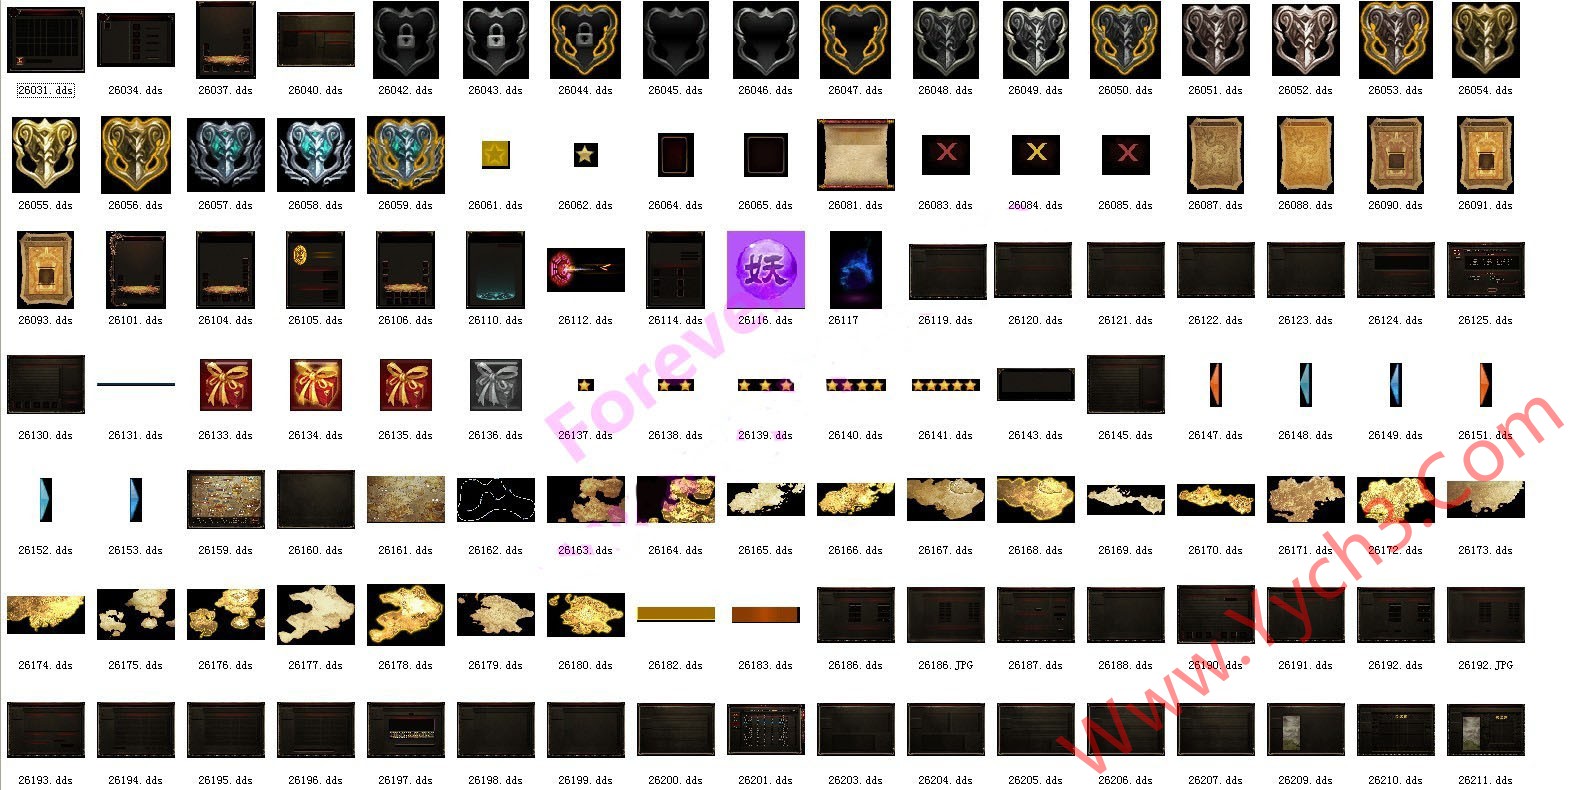 26031.dds 26034.dds 26037.dds 26040.dds 26042.dds 26043.dds 26044.dds 26045.dds 26046.dds 26047.dds 26048.dds 26049.dds 26050.dds 26051.dds 26052.dds 26053.dds 26054.dds
26055.dds 26056.dds 26057.dds 26058.dds 26059.dds 26061.dds 26062.dds 26064.dds 26065.dds 26081.dds 26083.dds 26084.dds 26085.dds 26087.dds 26088.dds 26090.dds 26091.dds
妖
26093.dds 26101.dds 26104.dds 26105.dds 26106.dds 26110.dds 26112.dds 26114.dds 26116.dds 26117 26119.dds 26120.dds 26121.dds 26122.dds 26123.dds 26124.dds 26125.dds
Forever
26130.dds 26131.dds 26133.dds 26134.dds 26135.dds 26136.dds 26137.dds 26138.dds 26139.dds 26140.dds 26141.dds 26143.dds 26145.dds 26147.dds 26148.dds 26149.dds 26151.dds
26152.dds 26153.dds 26159.dds 26160.dds 26161.dds 26162.dds 26163.dds 26164.dds 26165.dds 26166.dds 26167.dds 26168.dds 26169.dds 26170.dds 26171.dds 26172.dds 26173.dds
www.Yych3.Com
26174.dds 26175.dds 26176.dds 26177.dds 26178.dds 26179.dds 26180.dds 26182.dds 26183.dds 26186.dds 26186.JPG 26187.dds 26188.dds 26190.dds 26191.dds 26192.dds 26192.JPG
26193.dds 26194.dds 26195.dds 26196.dds 26197.dds 26198.dds 26199.dds 26200.dds 26201.dds 26203.dds 26204.dds 26205.dds 26206.dds 26207.dds 26209.dds 26210.dds 26211.dds